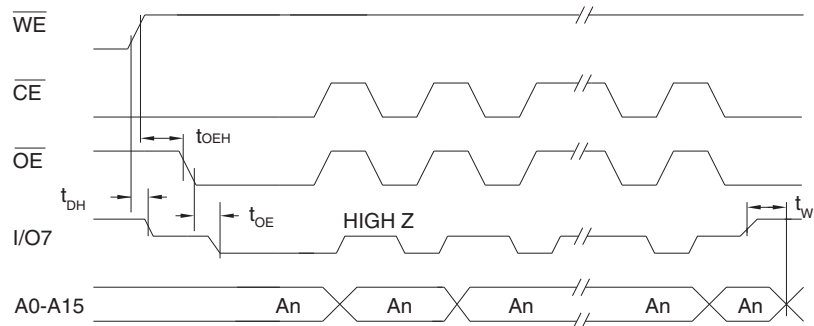 WE
CE
tOEH
OE
tDH
tOE
HIGH Z
tW
I/O7
A0-A15
An
An
An
An
An